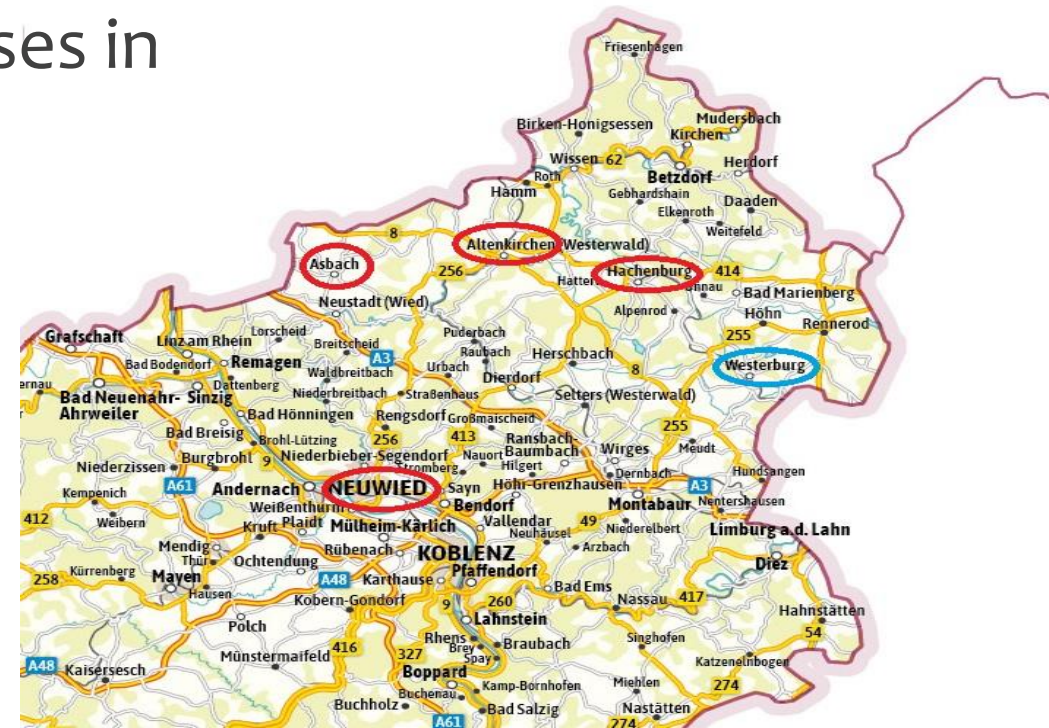 ses in
Friesenhagen
Mudersbach
Birken-Honigsessen
Kirchen
Wissen 62
Herdorf
Roth
Betzdorf
Hamm
Gebhardshain
Daaden
Elkenroth
Weitefeld
8
Altenkirchen (Westerwald)
Asbach
256
Hachenburg
414
Bad Marienberg
Neustadt (Wied)
Alpenrod
Höhn
Rennerod
Grafschaft
Linz am Rhein
Lorscheid
Puderbach
255
Breitscheid
Raubach
Herschbach
Bad Bodendorf
Remagen
A3
Waldbreitbach
Urbach
8
Westerburg
Dierdorf
Dattenberg
Niederbreitbach
Straßenhaus
Selters (Westerwald)
Bad Neuenahr-
Ahrweiler
Sinzig
Bad Hönningen
Rengsdorf
Großmaischeid
255
Bad Breisig
Brohl-Lützing
256
413
Ransbach-
Baumbach
Wirges
Meudt
Burgbrohl
9
Niederbieber-Segendorf
Nauort
Hilgert
Niederzissen
Dernbach
Hundsangen
A61
Andernach
NEUWIED
Sayn
Höhr-Grenzhausen
A3
Kempenich
Bendorf
Montabaur
Nentershausen
412
Weibern
Kruft
Plaidt
Mülheim-Kärlich
Vallendar
49
Niederelbert
Limburg a.d. Lahn
Neuhäusel
Mendig
Rübenach
KOBLENZ
Arzbach
Thür
Ochtendung
Pfaffendorf
Diez
258
Kürrenberg
Mayen
A48
Karthause
Bad Ems
Hausen
Nassau
417
Kobern-Gondorf
9
260
Hahnstätten
Polch
Lahnstein
54
Münstermaifeld
416
327
Rhens
Brey
Braubach
Singhofen
Spay
Katzenelnbogen
A48
Kaisersesch
Boppard
Kamp-Bornhofen
Miehlen
274
Buchenau
Buchholz
Bad Salzig
Nastätten
A61
274